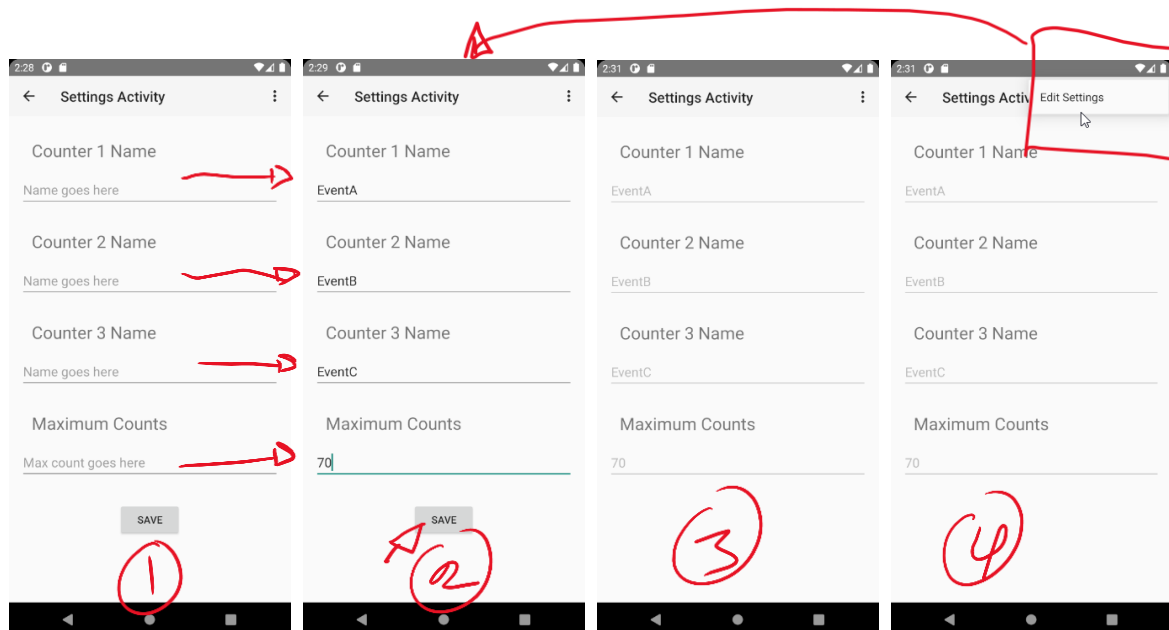 2:28
Settings Activity
Counter 1 Name
Name goes here
Counter 2 Name
Name goes here
Counter 3 Name
Name goes here
Maximum Counts
Max count goes here
SAVE
1
2:29
Settings Activity
Counter 1 Name
EventA
Counter 2 Name
EventB
Counter 3 Name
EventC
Maximum Counts
70
SAVE
2
2:31
Settings Activity
Counter 1 Name
EventA
Counter 2 Name
EventB
Counter 3 Name
EventC
Maximum Counts
70
3
2:31
Settings Activ
Edit Settings
Counter 1 Name
EventA
Counter 2 Name
EventB
Counter 3 Name
EventC
Maximum Counts
70
4